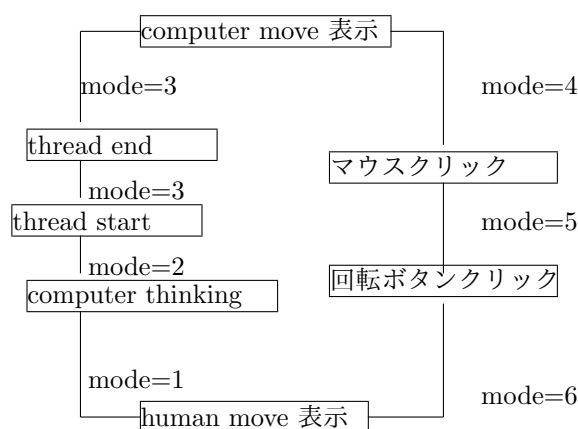 computer move 表示
mode=3
mode=4
thread end
マウスクリック
mode=3
thread start
mode=5
mode=2
回転ボタンクリック
computer thinking
mode=1
mode=6
human move 表示